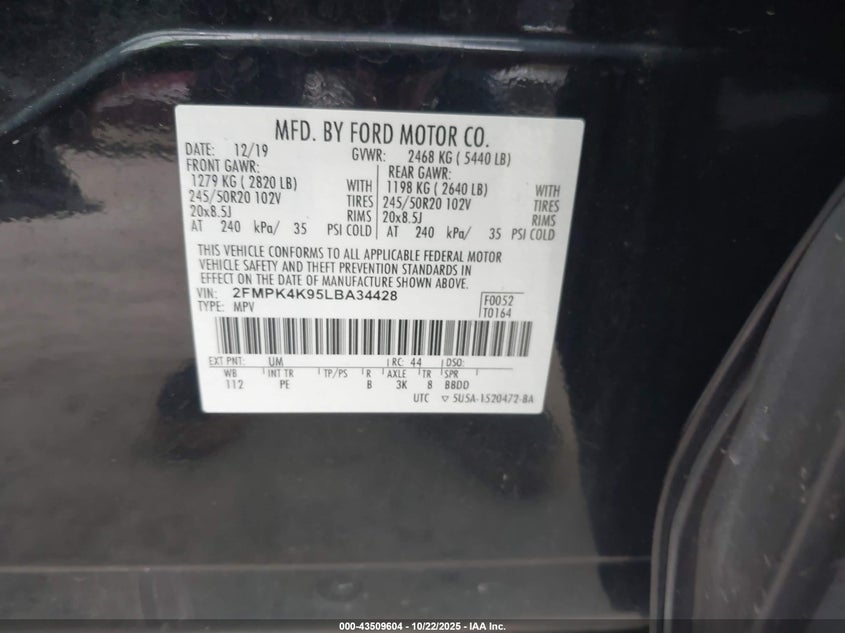 MFD. BY FORD MOTOR CO.
DATE: 12/19 GVWR: 2468 KG ( 5440 LB)
FRONT GAWR: REAR GAWR:
1279 KG ( 2820 LB) WITH 1198 KG ( 2640 LB) WITH
245/50R20 102V TIRES 245/50R20 102V TIRES
20x8.5J RIMS 20x8.5J RIMS
AT 240 kPa/ 35 PSI COLD AT 240 kPa/ 35 PSI COLD
THIS VEHICLE CONFORMS TO ALL APPLICABLE FEDERAL MOTOR
VEHICLE SAFETY AND THEFT PREVENTION STANDARDS IN
EFFECT ON THE DATE OF MANUFACTURE SHOWN ABOVE.
VIN: 2FMPK4K95LBA34428 F0052
TYPE: MPV T0164
EXT PNT: UM RC: 44 DSO:
WB INT TR TP/PS R AXLE TR SPR
112 PE B 3K 8 BBDD
UTC ▽ 5U5A-1520472-BA
000-43509604 - 10/22/2025 - IAA Inc.